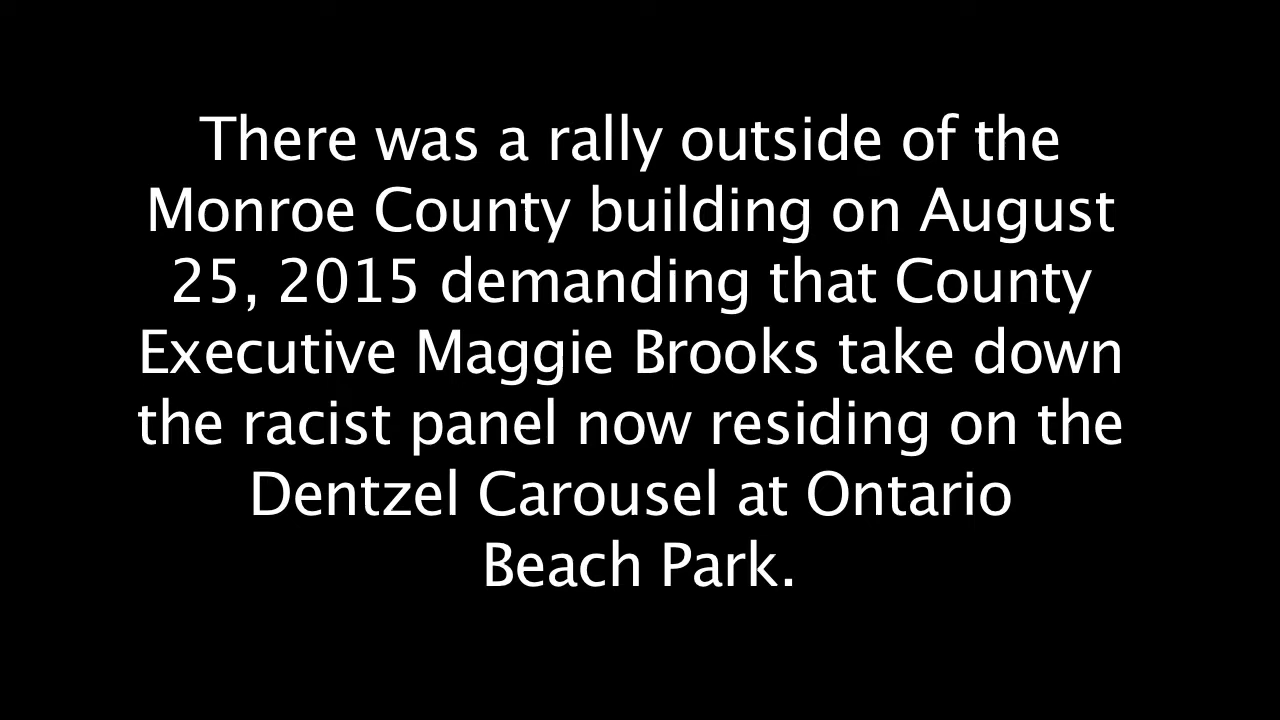 There was a rally outside of the
Monroe County building on August
25, 2015 demanding that County
Executive Maggie Brooks take down
the racist panel now residing on the
Dentzel Carousel at Ontario
Beach Park.